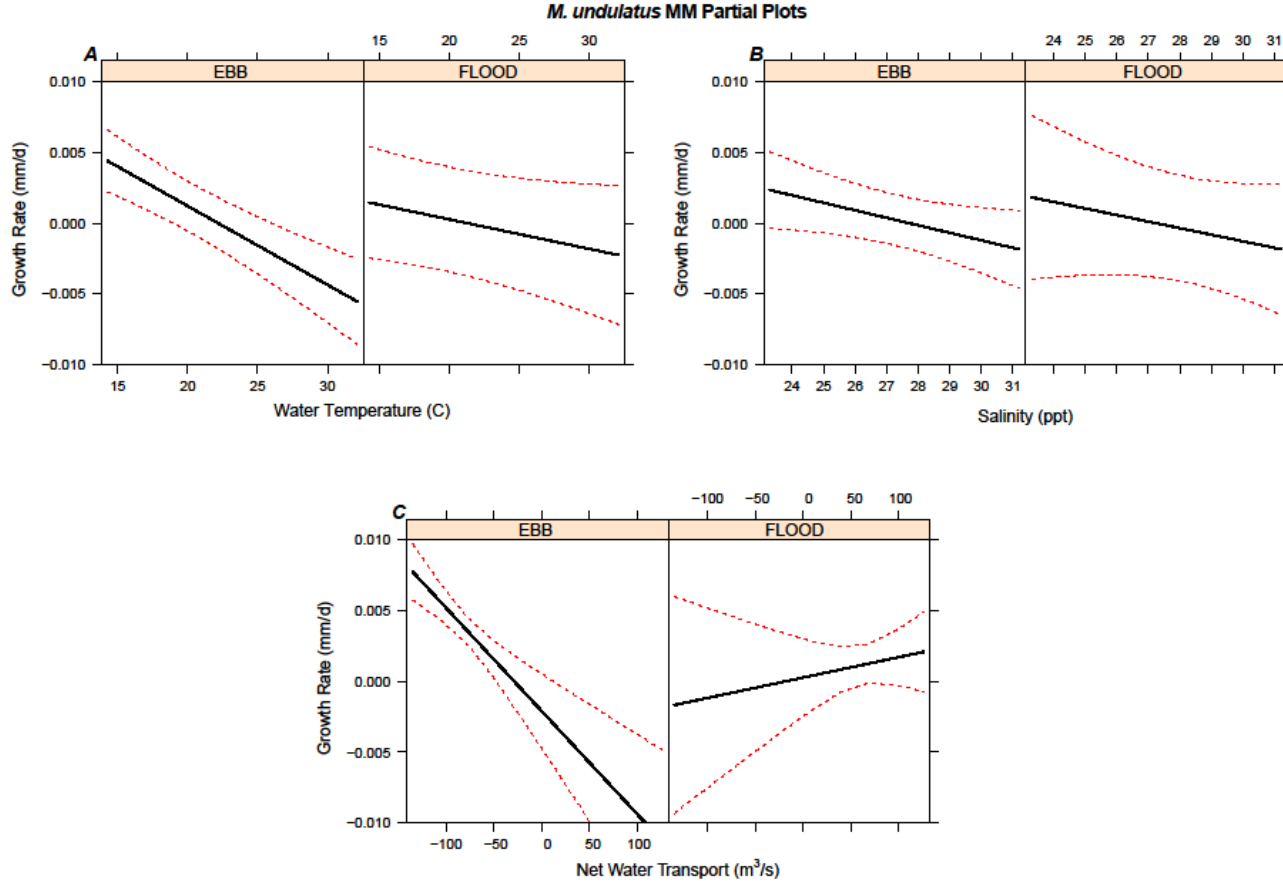 M. undulatus MM Partial Plots
A
15 20 25 30
EBB FLOOD
0.010
0.005
0.000
−0.005
−0.010
Growth Rate (mm/d)
15 20 25 30
Water Temperature (C)
B
24 25 26 27 28 29 30 31
EBB FLOOD
0.010
0.005
0.000
−0.005
−0.010
Growth Rate (mm/d)
24 25 26 27 28 29 30 31
Salinity (ppt)
C
−100 −50 0 50 100
EBB FLOOD
0.010
0.005
0.000
−0.005
−0.010
Growth Rate (mm/d)
−100 −50 0 50 100
Net Water Transport (m³/s)